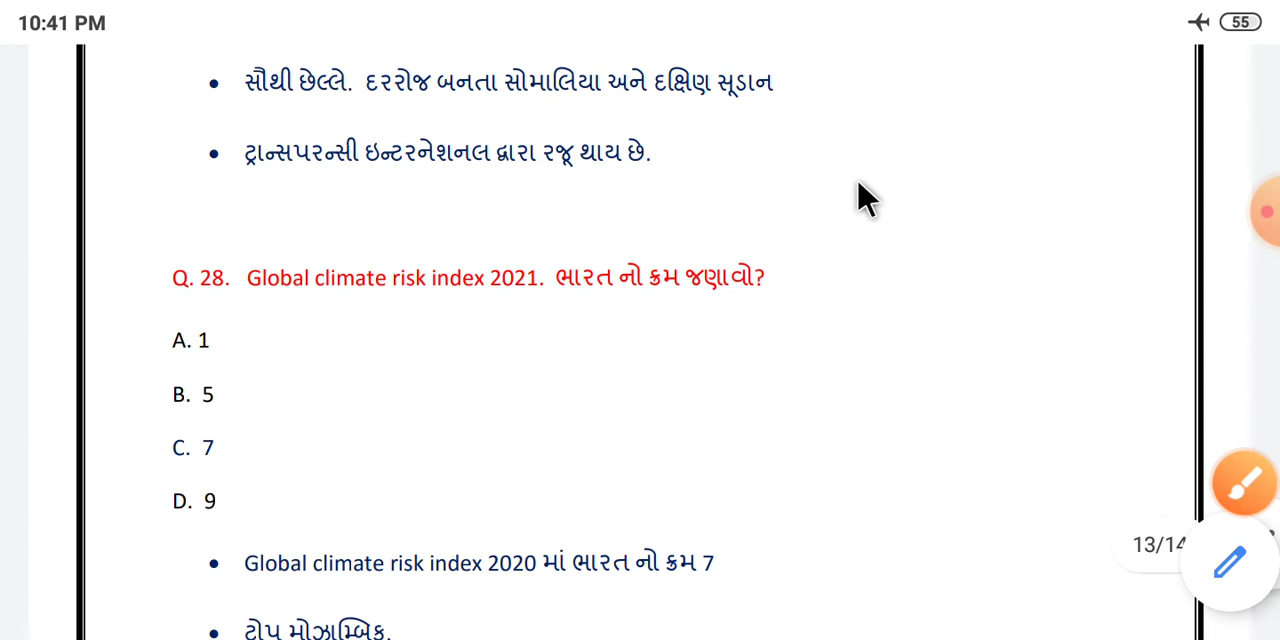 10:41 PM
55
• સૌથી છેલ્લે. દરરોજ બનતા સોમાલિયા અને દક્ષિણ સૂડાન
• ટ્રાન્સપરન્સી ઇન્ટરનેશનલ દ્વારા રજૂ થાય છે.
Q. 28. Global climate risk index 2021. ભારત નો ક્રમ જણાવો?
A. 1
B. 5
C. 7
D. 9
• Global climate risk index 2020 માં ભારત નો ક્રમ 7
13/14
• ટોપ મોઝામ્બિક.